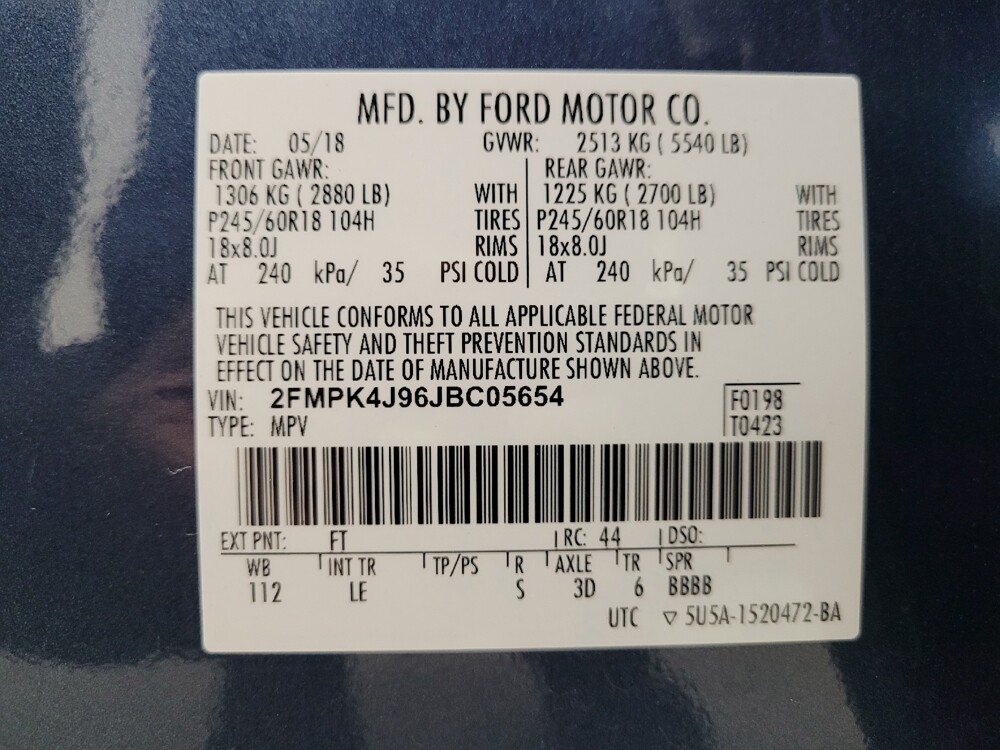 MFD. BY FORD MOTOR CO.
DATE: 05/18 GVWR: 2513 KG ( 5540 LB)
FRONT GAWR: REAR GAWR:
1306 KG ( 2880 LB) WITH 1225 KG ( 2700 LB) WITH
P245/60R18 104H TIRES P245/60R18 104H TIRES
18x8.0J RIMS 18x8.0J RIMS
AT 240 kPa/ 35 PSI COLD AT 240 kPa/ 35 PSI COLD
THIS VEHICLE CONFORMS TO ALL APPLICABLE FEDERAL MOTOR
VEHICLE SAFETY AND THEFT PREVENTION STANDARDS IN
EFFECT ON THE DATE OF MANUFACTURE SHOWN ABOVE.
VIN: 2FMPK4J96JBC05654 F0198
TYPE: MPV T0423
EXT PNT: FT RC: 44 DSO:
WB INT TR TP/PS R AXLE TR SPR
112 LE S 3D 6 BBBB
UTC ▽ 5U5A-1520472-BA